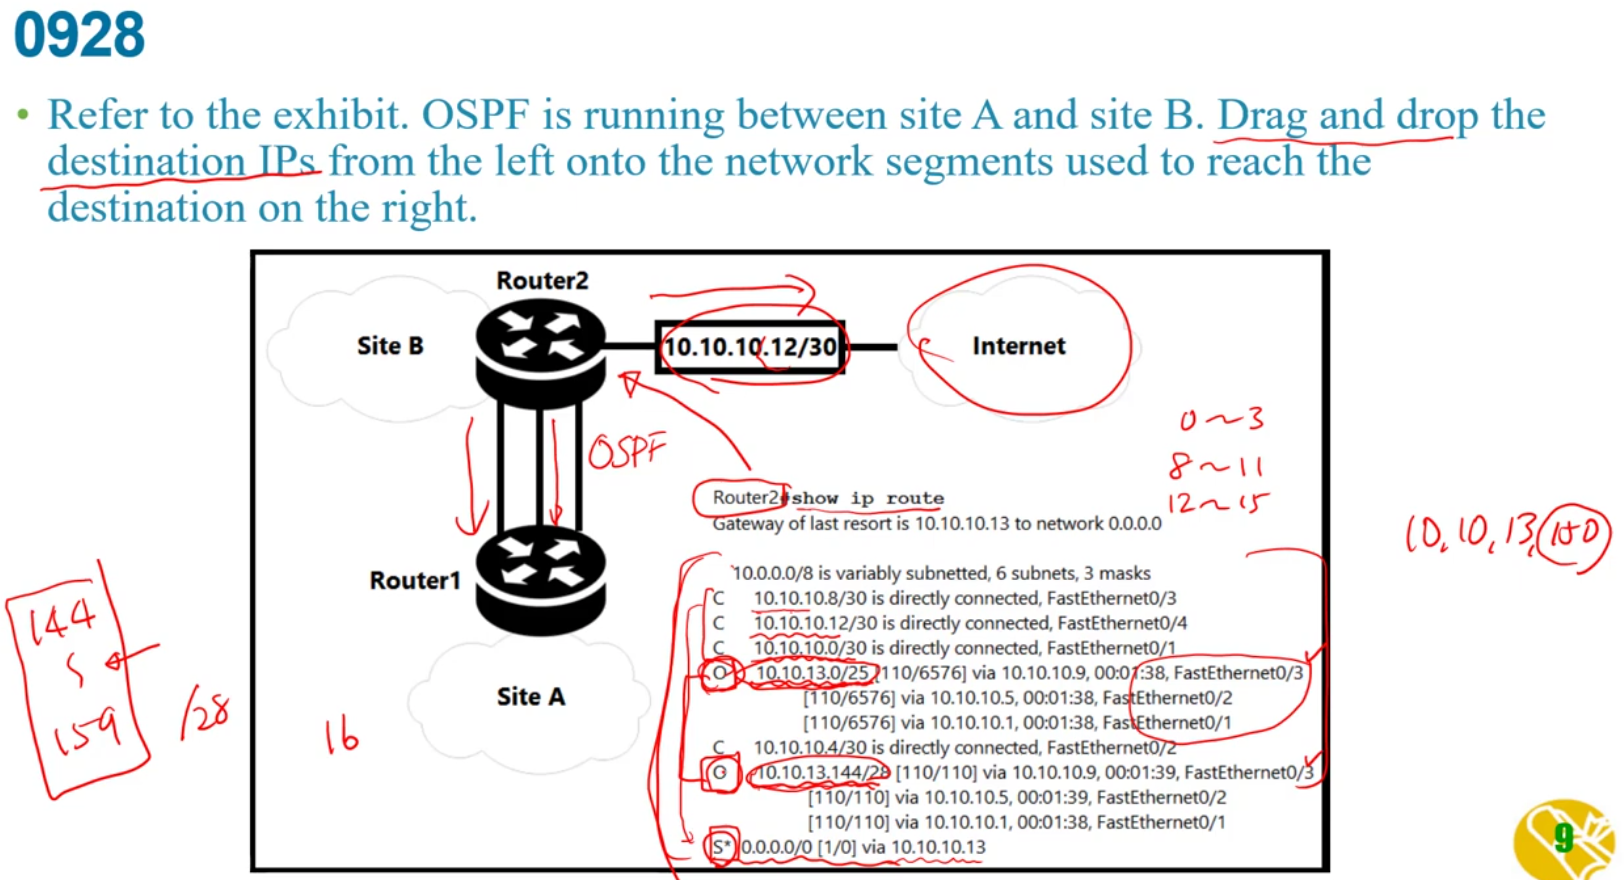 0928
• Refer to the exhibit. OSPF is running between site A and site B. Drag and drop the
destination IPs from the left onto the network segments used to reach the
destination on the right.
Router2
Site B
10.10.10.12/30
Internet
OSPF
0~3
8~11
12~15
Router2#show ip route
Gateway of last resort is 10.10.10.13 to network 0.0.0.0
10.10.13.150
Router1
10.0.0.0/8 is variably subnetted, 6 subnets, 3 masks
C 10.10.10.8/30 is directly connected, FastEthernet0/3
C 10.10.10.12/30 is directly connected, FastEthernet0/4
C 10.10.10.0/30 is directly connected, FastEthernet0/1
O 10.10.13.0/25 [110/6576] via 10.10.10.9, 00:01:38, FastEthernet0/3
[110/6576] via 10.10.10.5, 00:01:38, FastEthernet0/2
[110/6576] via 10.10.10.1, 00:01:38, FastEthernet0/1
C 10.10.10.4/30 is directly connected, FastEthernet0/2
O 10.10.13.144/28 [110/110] via 10.10.10.9, 00:01:39, FastEthernet0/3
[110/110] via 10.10.10.5, 00:01:39, FastEthernet0/2
[110/110] via 10.10.10.1, 00:01:38, FastEthernet0/1
S* 0.0.0.0/0 [1/0] via 10.10.10.13
Site A
144
159
/28
16
9